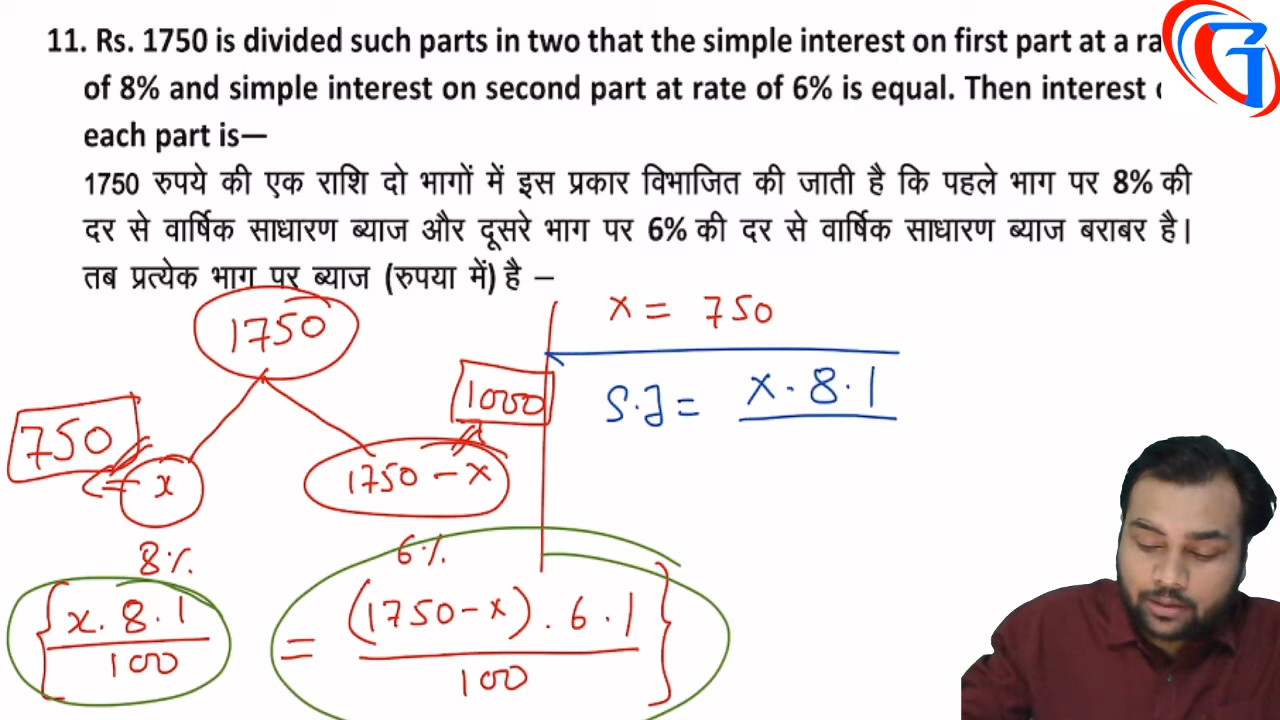 11. Rs. 1750 is divided such parts in two that the simple interest on first part at a ra
of 8% and simple interest on second part at rate of 6% is equal. Then interest
each part is—
1750 रुपये की एक राशि दो भागों में इस प्रकार विभाजित की जाती है कि पहले भाग पर 8% की
दर से वार्षिक साधारण ब्याज और दूसरे भाग पर 6% की दर से वार्षिक साधारण ब्याज बराबर है।
तब प्रत्येक भाग पर ब्याज (रुपया में) है –
1750
x = 750
1000
S.I = x . 8 . 1
750
x
1750 - x
8%
6%
{ x . 8 . 1
100
= (1750 - x) . 6 . 1 }
100
G